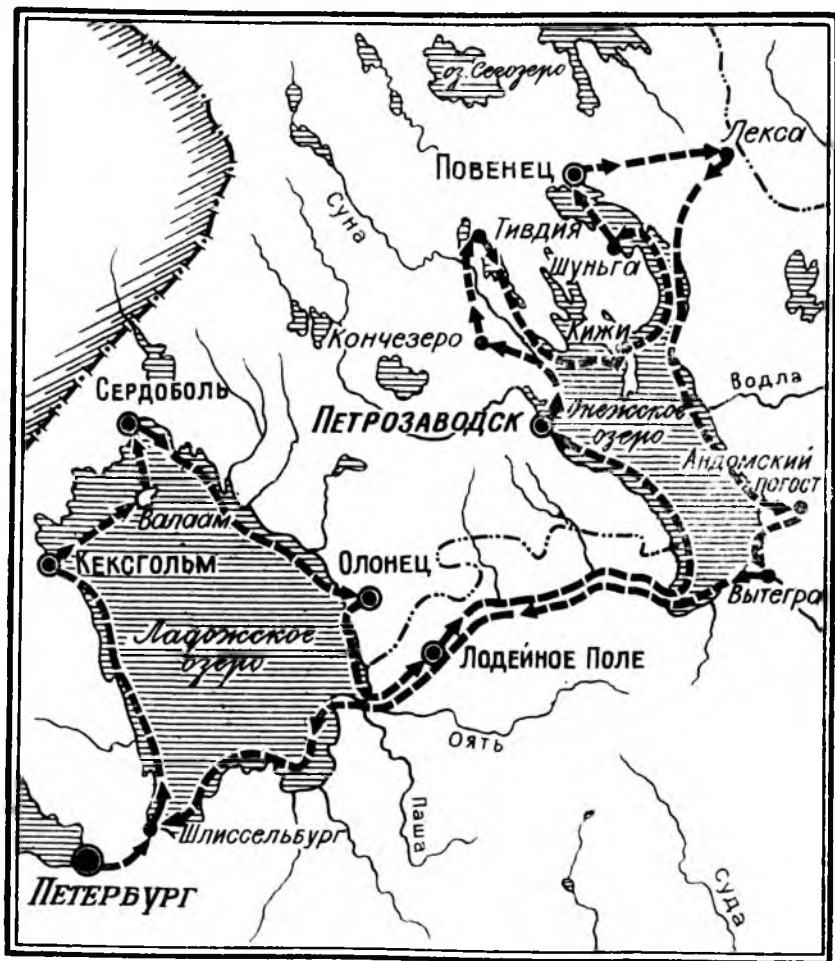 оз. Сегозеро
Лекса
ПОВЕНЕЦ
Суна
Тивдия
Шуньга
Кончезеро
Кижи
Водла
СЕРДОБОЛЬ
ПЕТРОЗАВОДСК
Онежское
озеро
Андомский
погост
Валаам
КЕКСГОЛЬМ
ОЛОНЕЦ
Вытегра
Ладожское
озеро
ЛОДЕЙНОЕ ПОЛЕ
Оять
Паша
Шлиссельбург
Суда
ПЕТЕРБУРГ